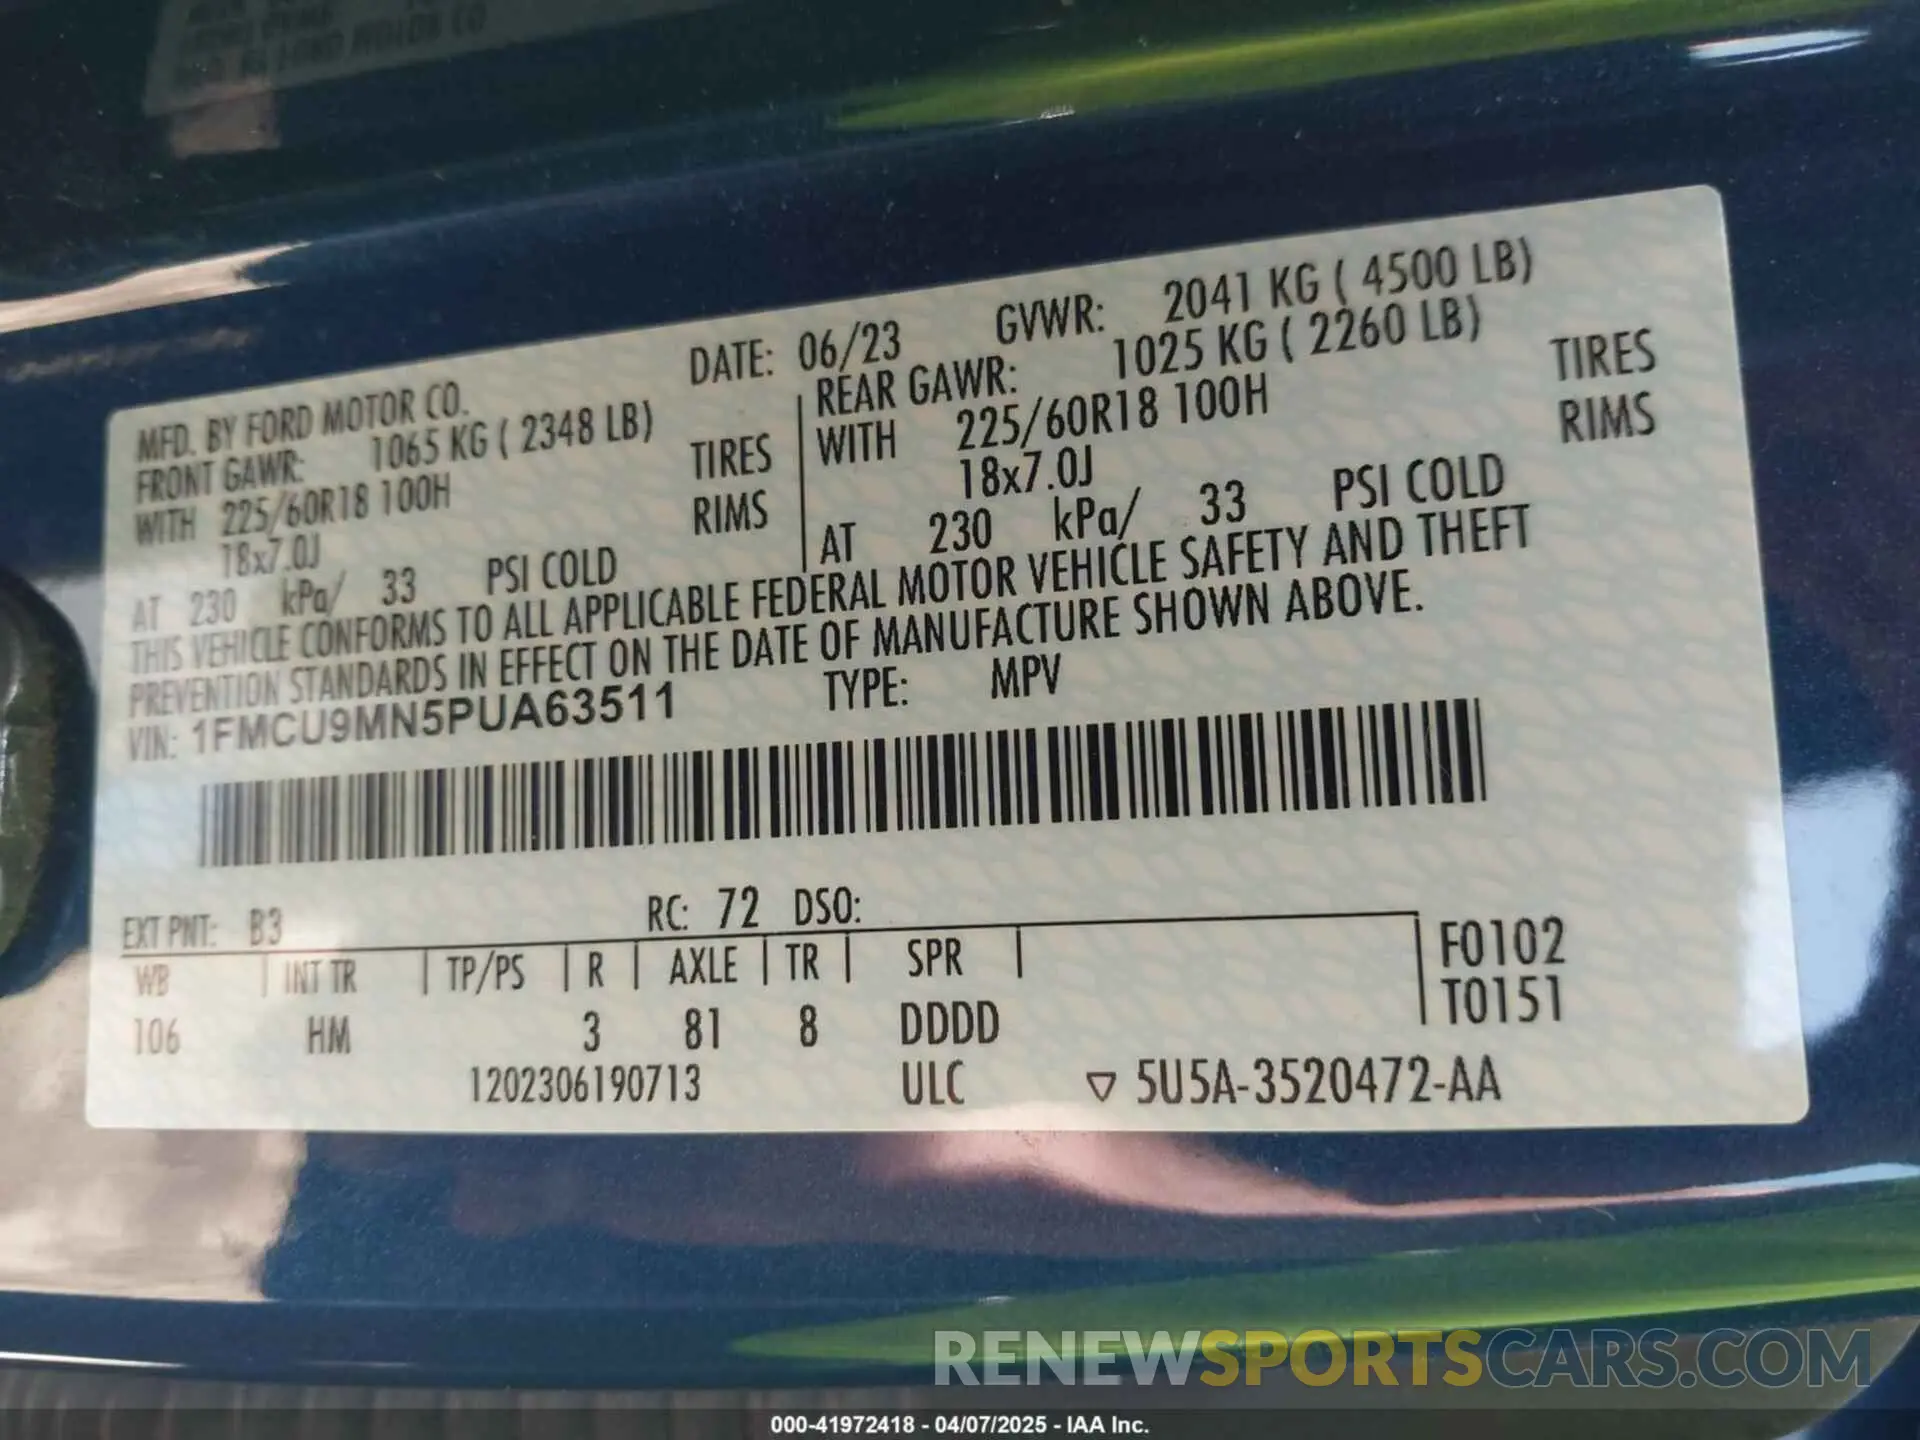 MFD. BY FORD MOTOR CO. DATE: 06/23 GVWR: 2041 KG ( 4500 LB)
FRONT GAWR: 1065 KG ( 2348 LB) REAR GAWR: 1025 KG ( 2260 LB)
WITH 225/60R18 100H TIRES WITH 225/60R18 100H TIRES
18x7.0J RIMS 18x7.0J RIMS
AT 230 kPa/ 33 PSI COLD AT 230 kPa/ 33 PSI COLD
THIS VEHICLE CONFORMS TO ALL APPLICABLE FEDERAL MOTOR VEHICLE SAFETY AND THEFT
PREVENTION STANDARDS IN EFFECT ON THE DATE OF MANUFACTURE SHOWN ABOVE.
VIN: 1FMCU9MN5PUA63511 TYPE: MPV
EXT PNT: B3 RC: 72 DSO:
WB INT TR TP/PS R AXLE TR SPR F0102
106 HM 3 81 8 DDDD T0151
1202306190713 ULC ▽ 5U5A-3520472-AA
RENEWSPORTSCARS.COM
000-41972418 - 04/07/2025 - IAA Inc.